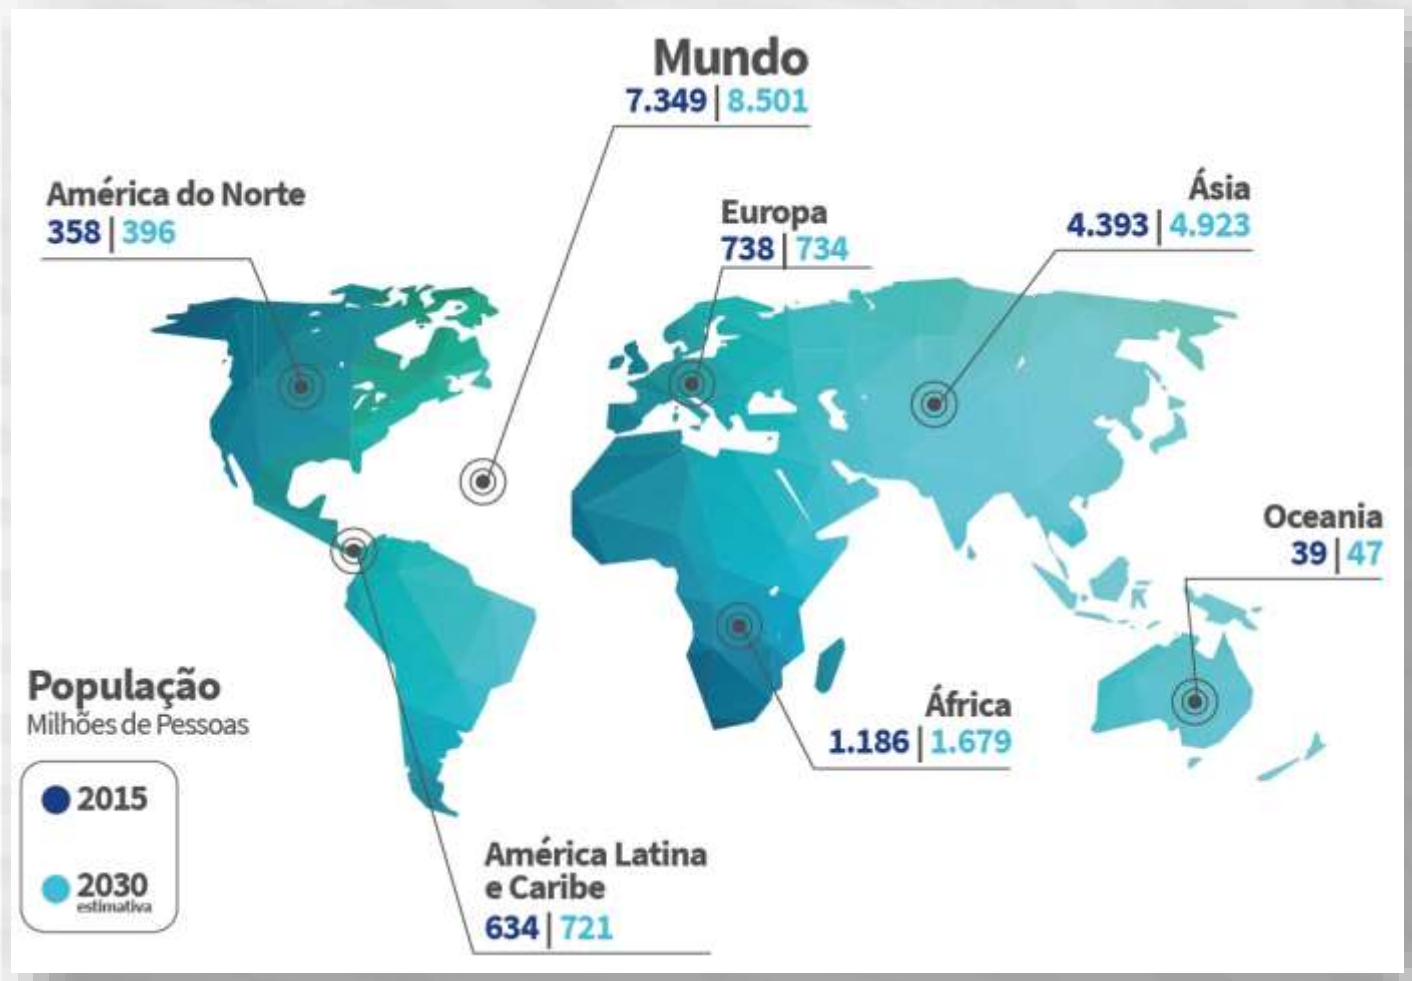 Mundo
7.349 | 8.501
América do Norte
358 | 396
Europa
738 | 734
Ásia
4.393 | 4.923
Oceania
39 | 47
África
1.186 | 1.679
América Latina
e Caribe
634 | 721
População
Milhões de Pessoas
2015
2030
estimativa